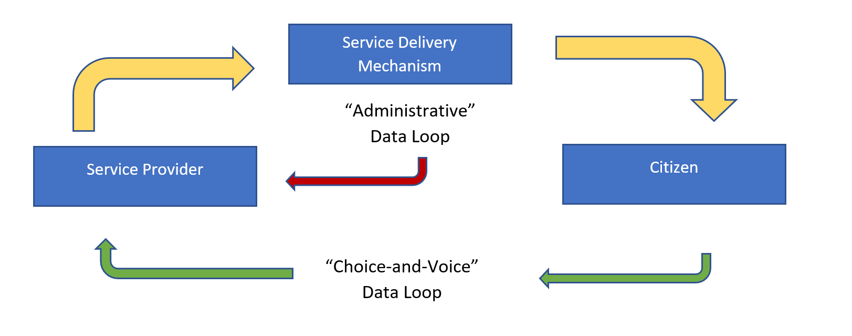 Service Delivery
Mechanism
“Administrative”
Data Loop
Service Provider
Citizen
“Choice-and-Voice”
Data Loop